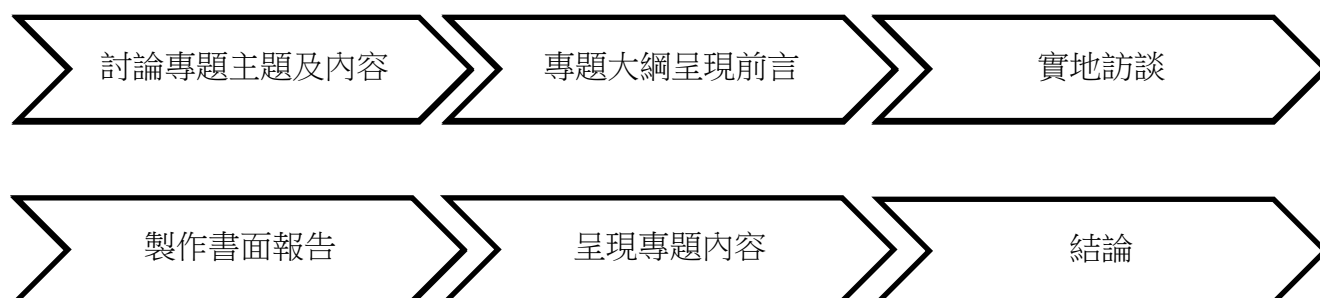 討論專題主題及內容
專題大綱呈現前言
實地訪談
製作書面報告
呈現專題內容
結論